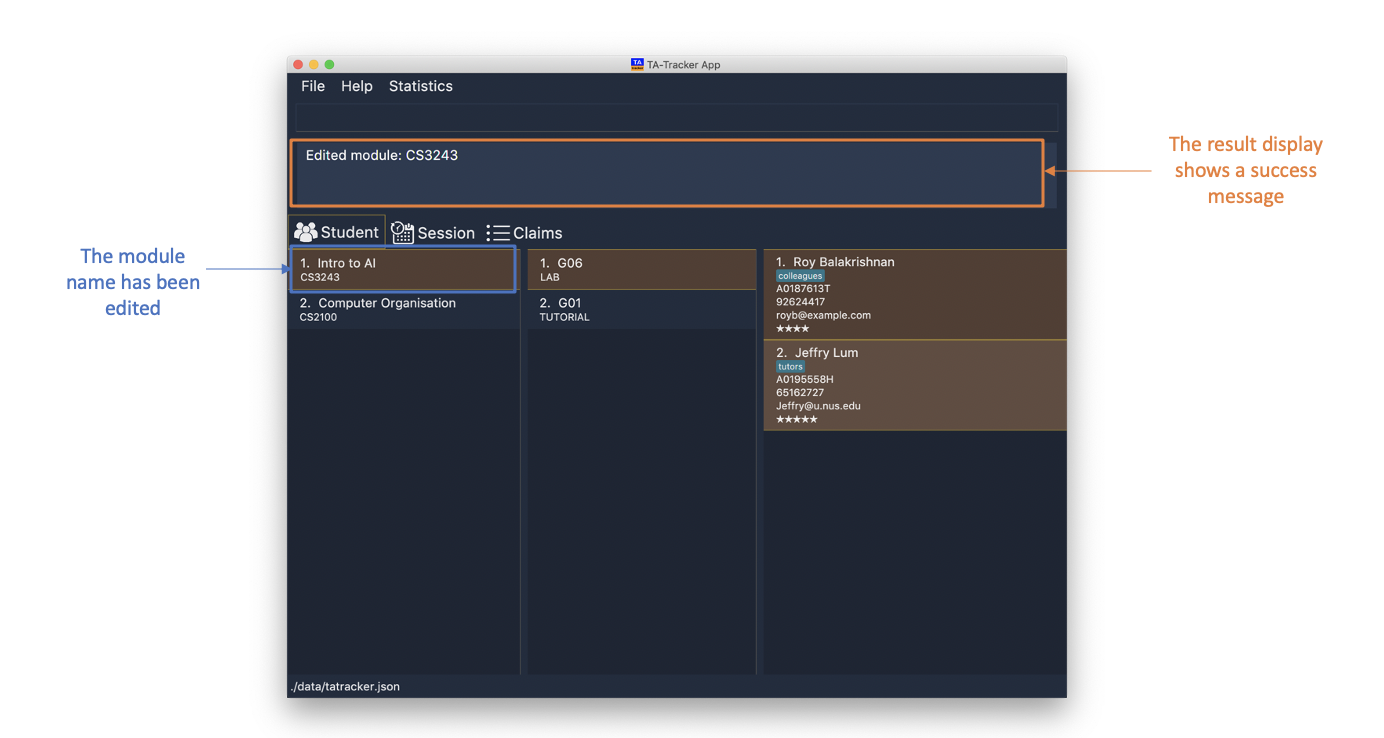 TA-Tracker App
File Help Statistics
Edited module: CS3243
The result display
shows a success
message
Student Session Claims
The module
name has been
edited
1. Intro to AI
CS3243
2. Computer Organisation
CS2100
1. G06
LAB
2. G01
TUTORIAL
1. Roy Balakrishnan
colleagues
A0187613T
92624417
royb@example.com
★★★★
2. Jeffry Lum
tutors
A0195558H
65162727
Jeffry@u.nus.edu
★★★★★
./data/tatracker.json